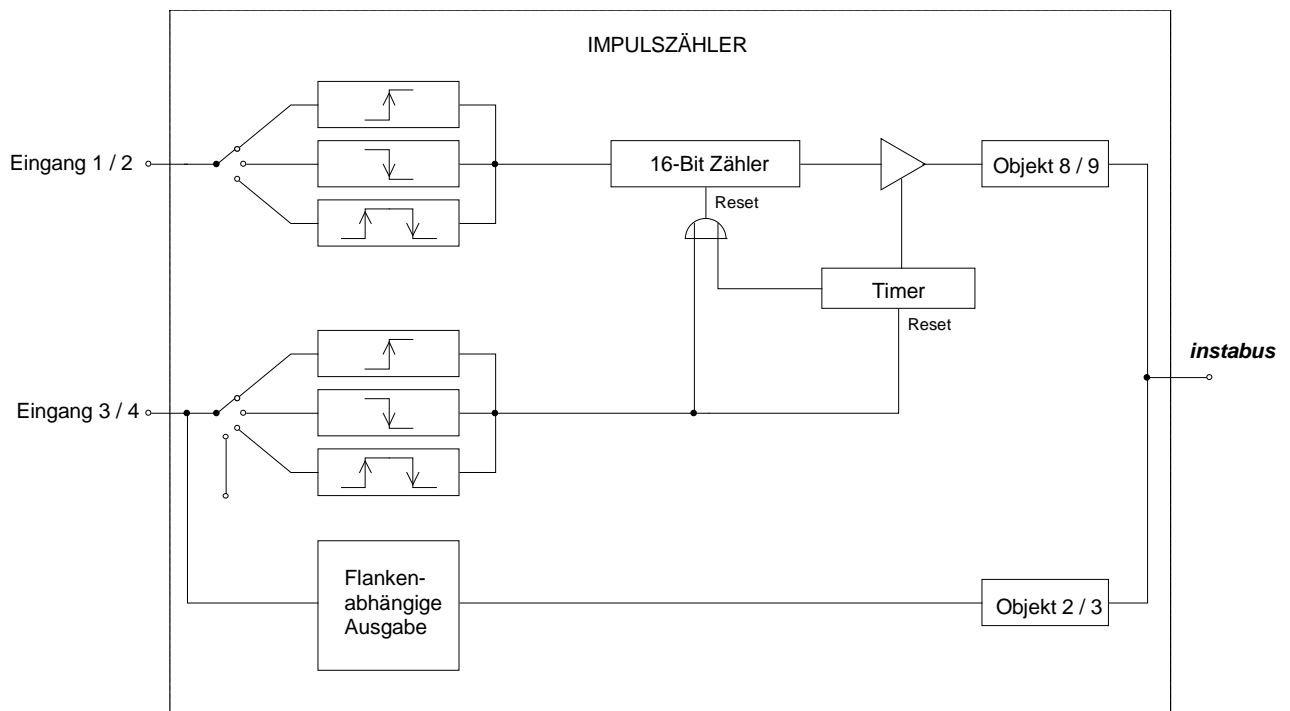 IMPULSZÄHLER
Eingang 1 / 2
16-Bit Zähler
Objekt 8 / 9
Reset
Timer
Reset
instabus
Eingang 3 / 4
Flanken-
abhängige
Ausgabe
Objekt 2 / 3